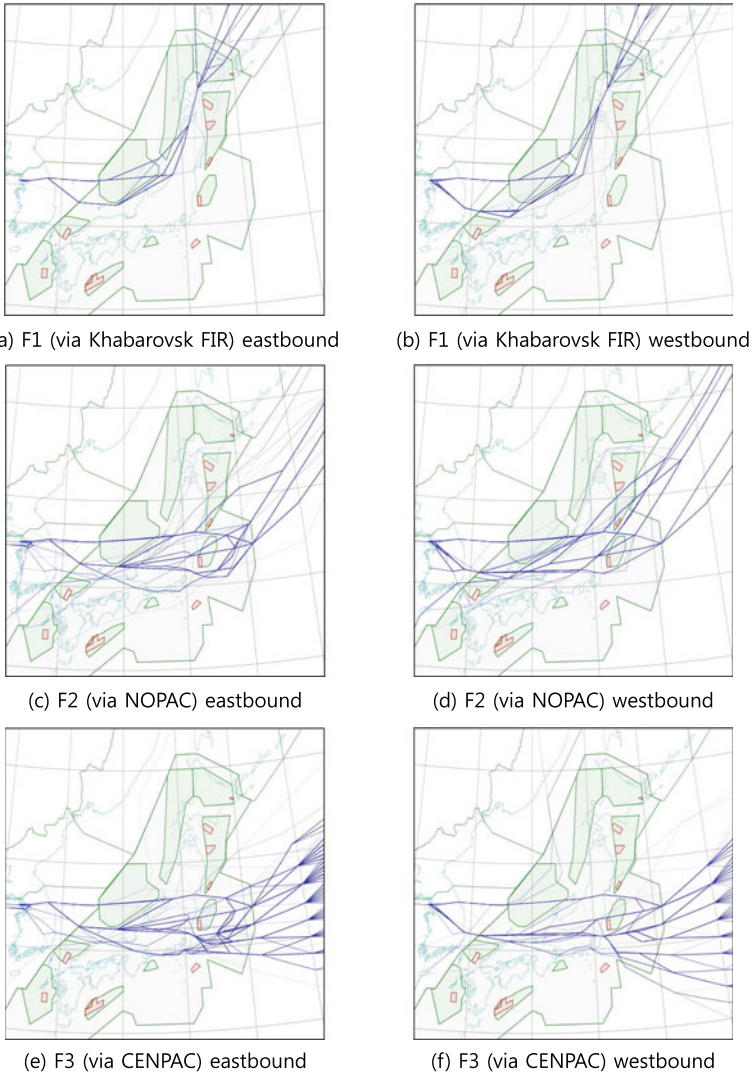 a) F1 (via Khabarovsk FIR) eastbound
(b) F1 (via Khabarovsk FIR) westbound
(c) F2 (via NOPAC) eastbound
(d) F2 (via NOPAC) westbound
(e) F3 (via CENPAC) eastbound
(f) F3 (via CENPAC) westbound